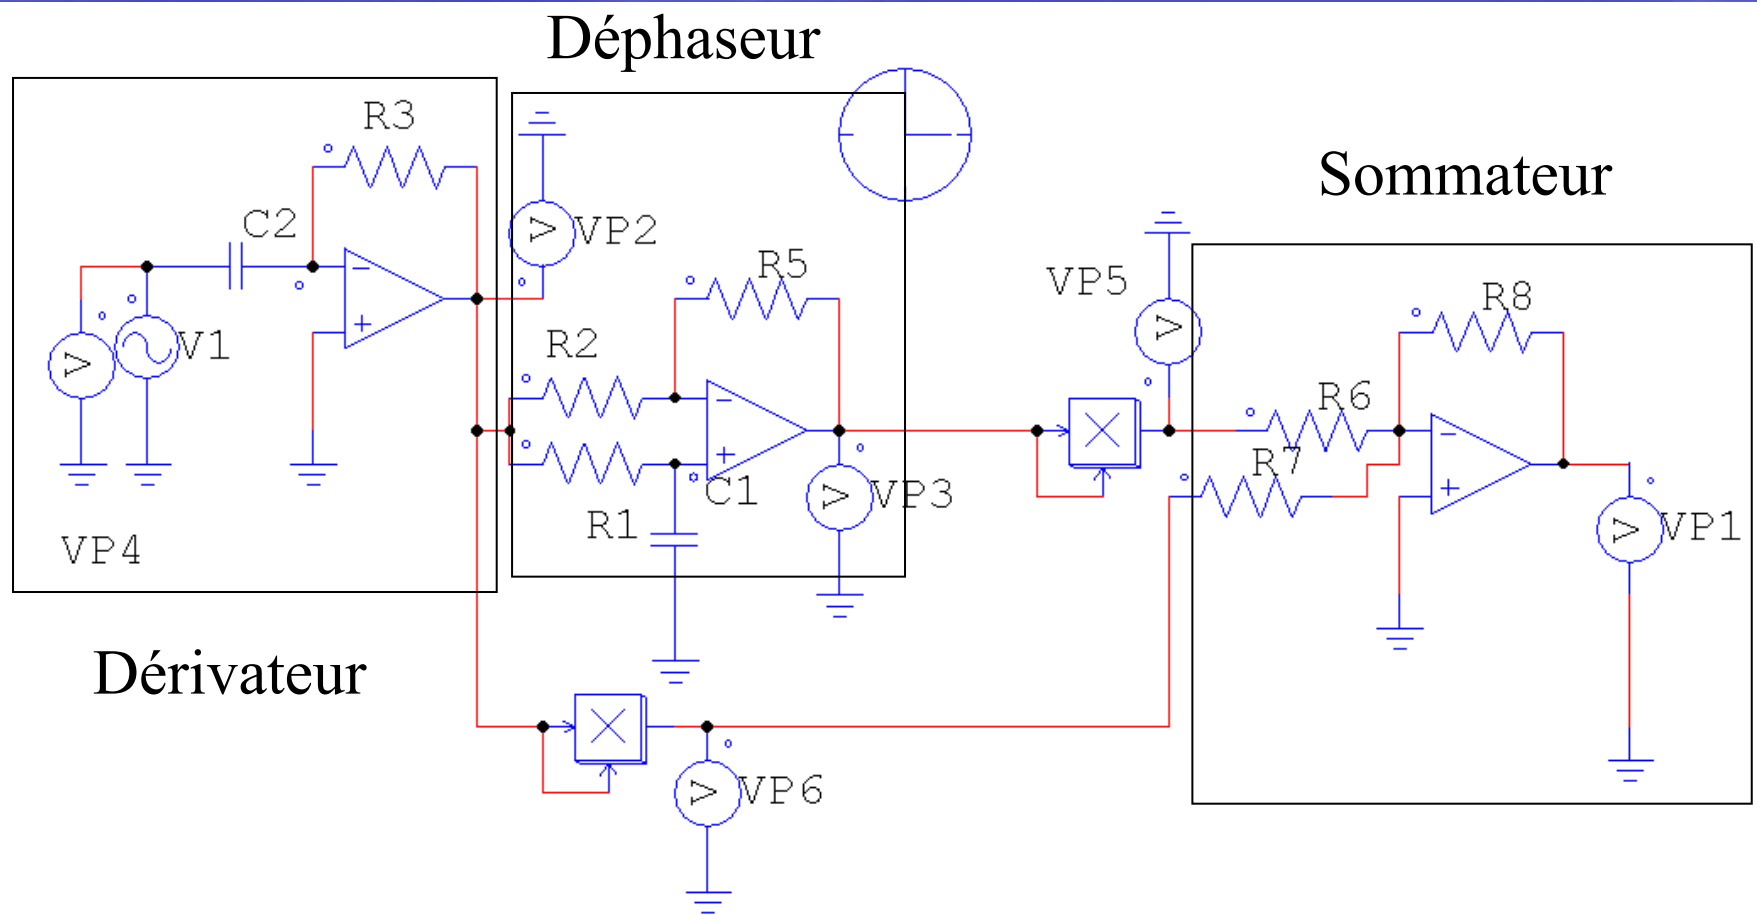 Déphaseur
R3
Sommateur
C2
VP2
R5
VP5
R8
V
V
V1
R2
V
R6
V
+
−
−
−
+
R7
−
+
C1
V
VP3
+
R1
V
VP1
VP4
Dérivateur
V
VP6